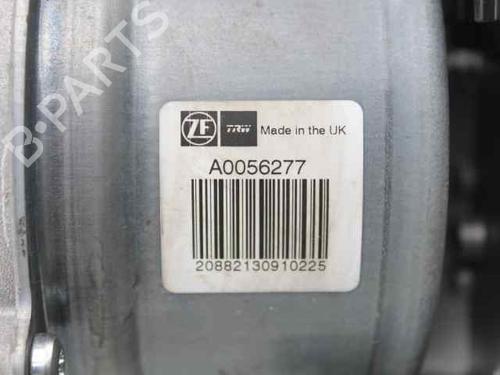 B-PARTS
ZF TRW Made in the UK
A0056277
20882130910225